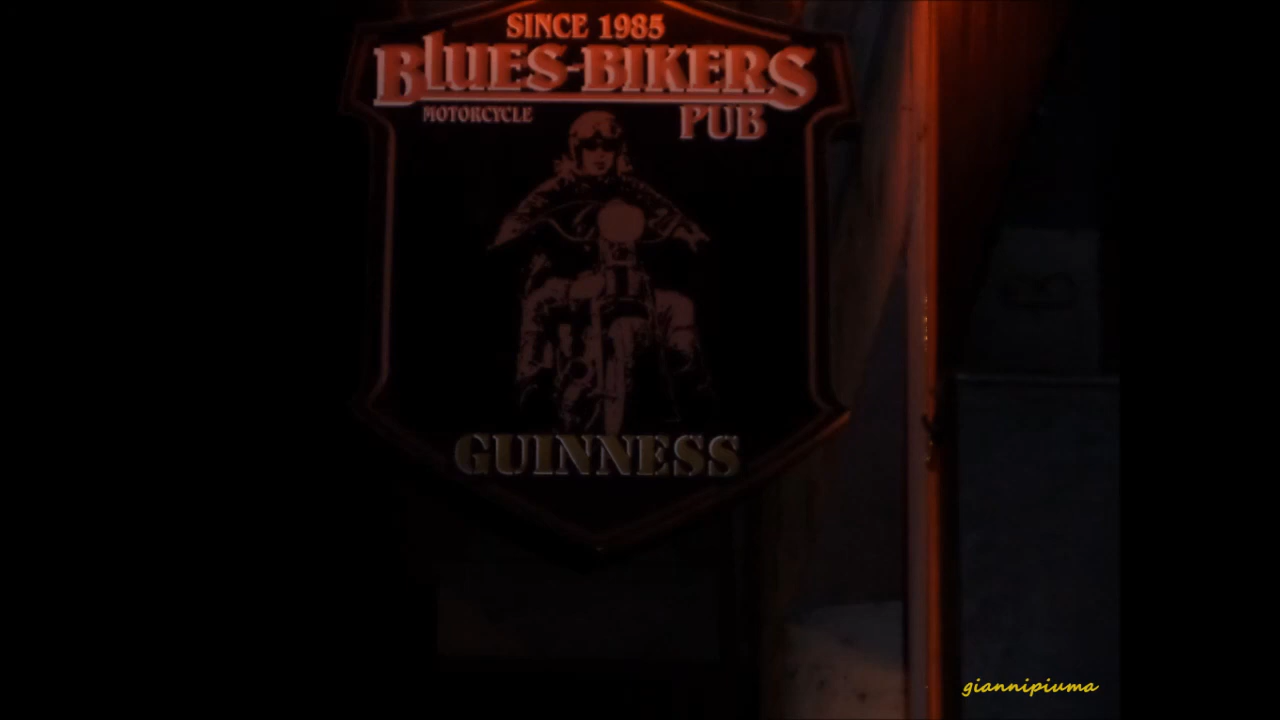 SINCE 1985
BLUES-BIKERS
MOTORCYCLE PUB
GUINNESS
giannipiuma